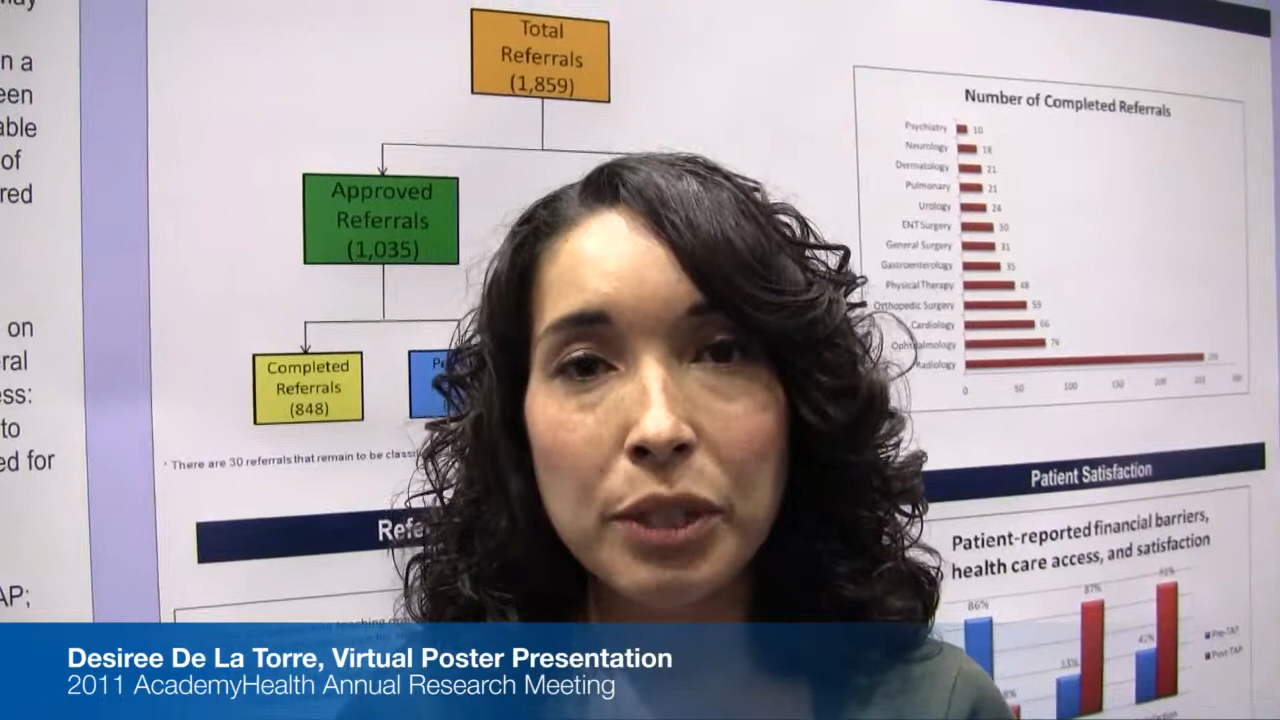 n a
een
able
of
red
on
ral
ess:
to
ed for
AP;
Total
Referrals
(1,859)
Approved
Referrals
(1,035)
Completed
Referrals
(848)
* There are 30 referrals that remain to be
Number of Completed Referrals
Psychiatry 10
Neurology 18
Dermatology 21
Pulmonary 21
Urology 24
ENT Surgery 30
General Surgery 31
Gastroenterology 35
Physical Therapy 48
Orthopedic Surgery 59
Cardiology 66
Ophthalmology 76
Radiology
0 50 100 150 200
Patient Satisfaction
Patient-reported financial barriers,
health care access, and satisfaction
86% 87% 91%
Pre-TAP
Post-TAP
Desiree De La Torre, Virtual Poster Presentation
2011 AcademyHealth Annual Research Meeting